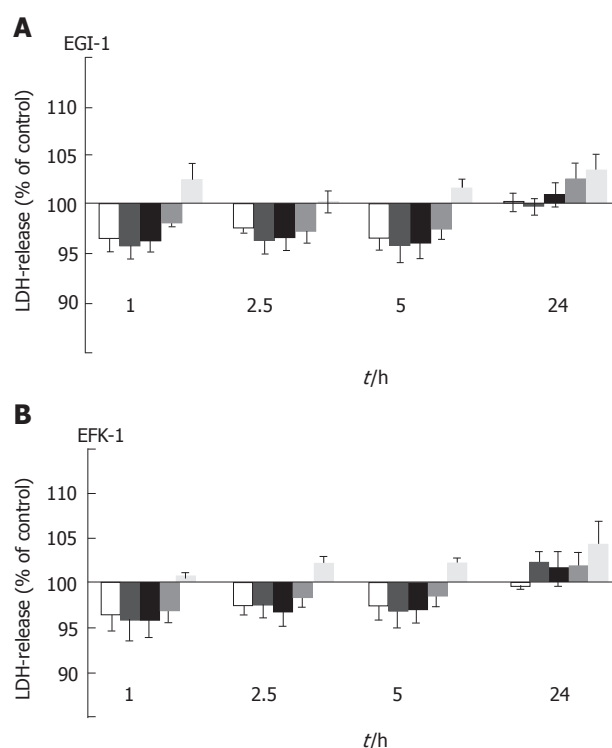 A
EGI-1
LDH-release (% of control)
110
105
100
95
90
1 2.5 5 24
t/h
B
EFK-1
LDH-release (% of control)
110
105
100
95
90
1 2.5 5 24
t/h